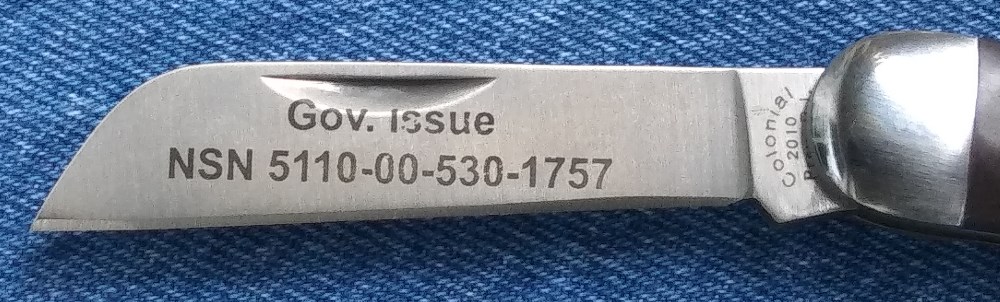 Gov. Issue
NSN 5110-00-530-1757
Colonial
2010